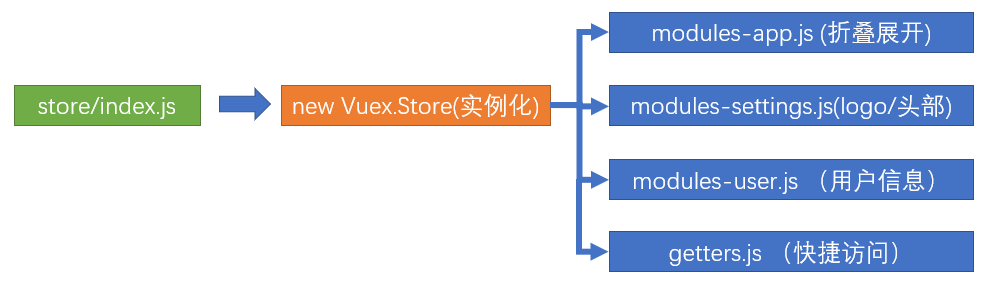 store/index.js
new Vuex.Store(实例化)
modules-app.js (折叠展开)
modules-settings.js(logo/头部)
modules-user.js （用户信息）
getters.js （快捷访问）